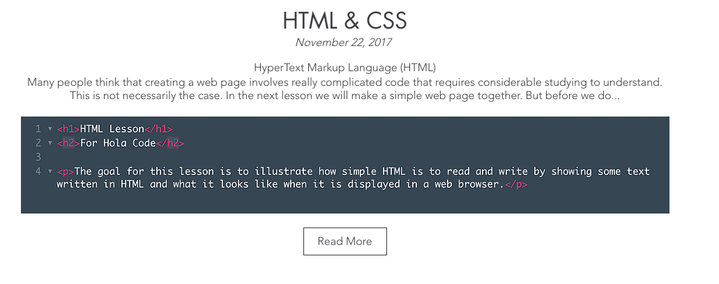 HTML & CSS
November 22, 2017
HyperText Markup Language (HTML)
Many people think that creating a web page involves really complicated code that requires considerable studying to understand.
This is not necessarily the case. In the next lesson we will make a simple web page together. But before we do...
1 <h1>HTML Lesson</h1>
2 <h2>For Hola Code</h2>
3
4 <p>The goal for this lesson is to illustrate how simple HTML is to read and write by showing some text
written in HTML and what it looks like when it is displayed in a web browser.</p>
Read More